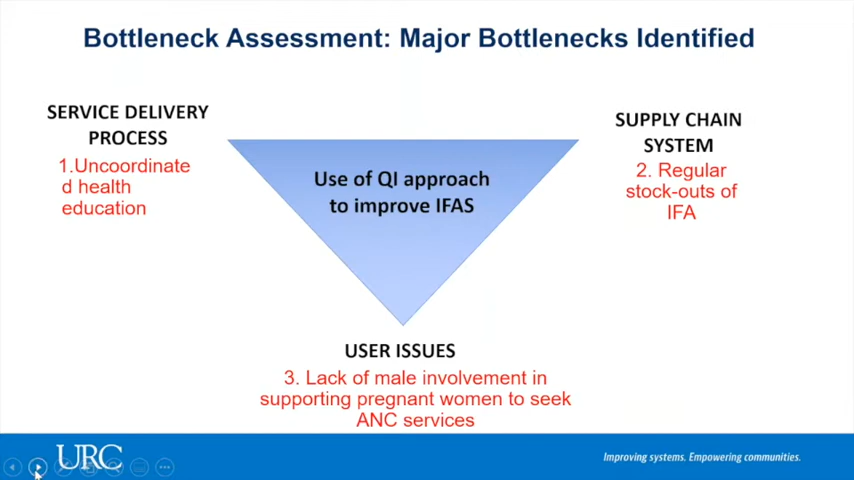 Bottleneck Assessment: Major Bottlenecks Identified
SERVICE DELIVERY
PROCESS
1.Uncoordinate
d health
education
Use of QI approach
to improve IFAS
SUPPLY CHAIN
SYSTEM
2. Regular
stock-outs of
IFA
USER ISSUES
3. Lack of male involvement in
supporting pregnant women to seek
ANC services
URC
Improving systems. Empowering communities.